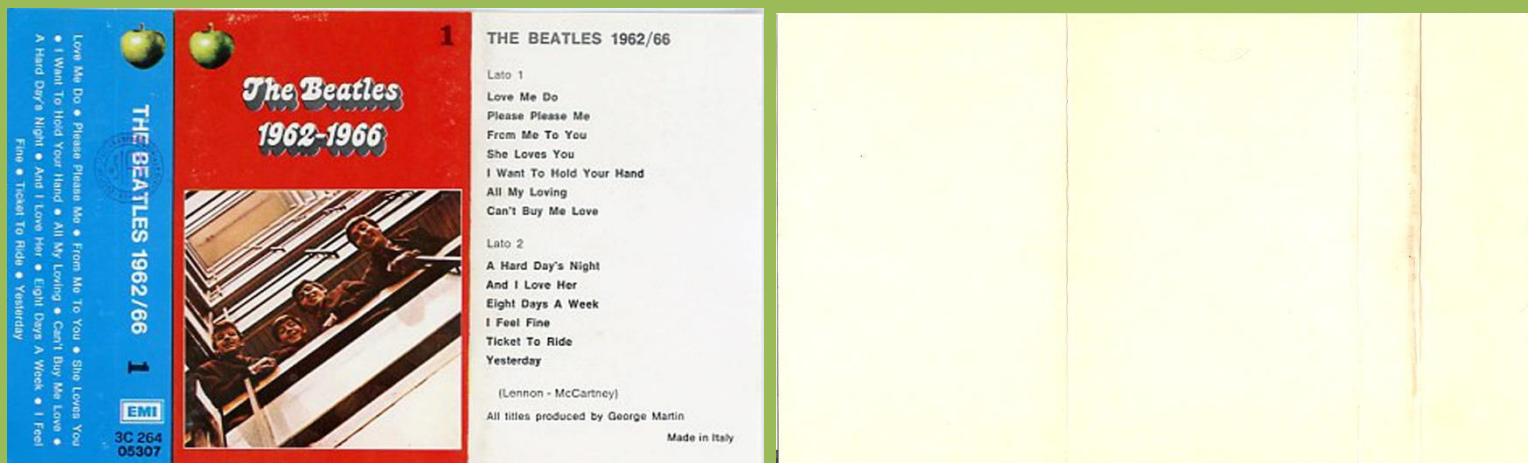 Love Me Do ● Please Please Me ● From Me To You ● She Loves You
● I Want To Hold Your Hand ● All My Loving ● Can't Buy Me Love ●
A Hard Day's Night ● And I Love Her ● Eight Days A Week ● I Feel
Fine ● Ticket To Ride ● Yesterday
THE BEATLES 1962/66 1
EMI
3C 264
05307
1
The Beatles
1962-1966
THE BEATLES 1962/66
Lato 1
Love Me Do
Please Please Me
From Me To You
She Loves You
I Want To Hold Your Hand
All My Loving
Can't Buy Me Love
Lato 2
A Hard Day's Night
And I Love Her
Eight Days A Week
I Feel Fine
Ticket To Ride
Yesterday
(Lennon - McCartney)
All titles produced by George Martin
Made in Italy